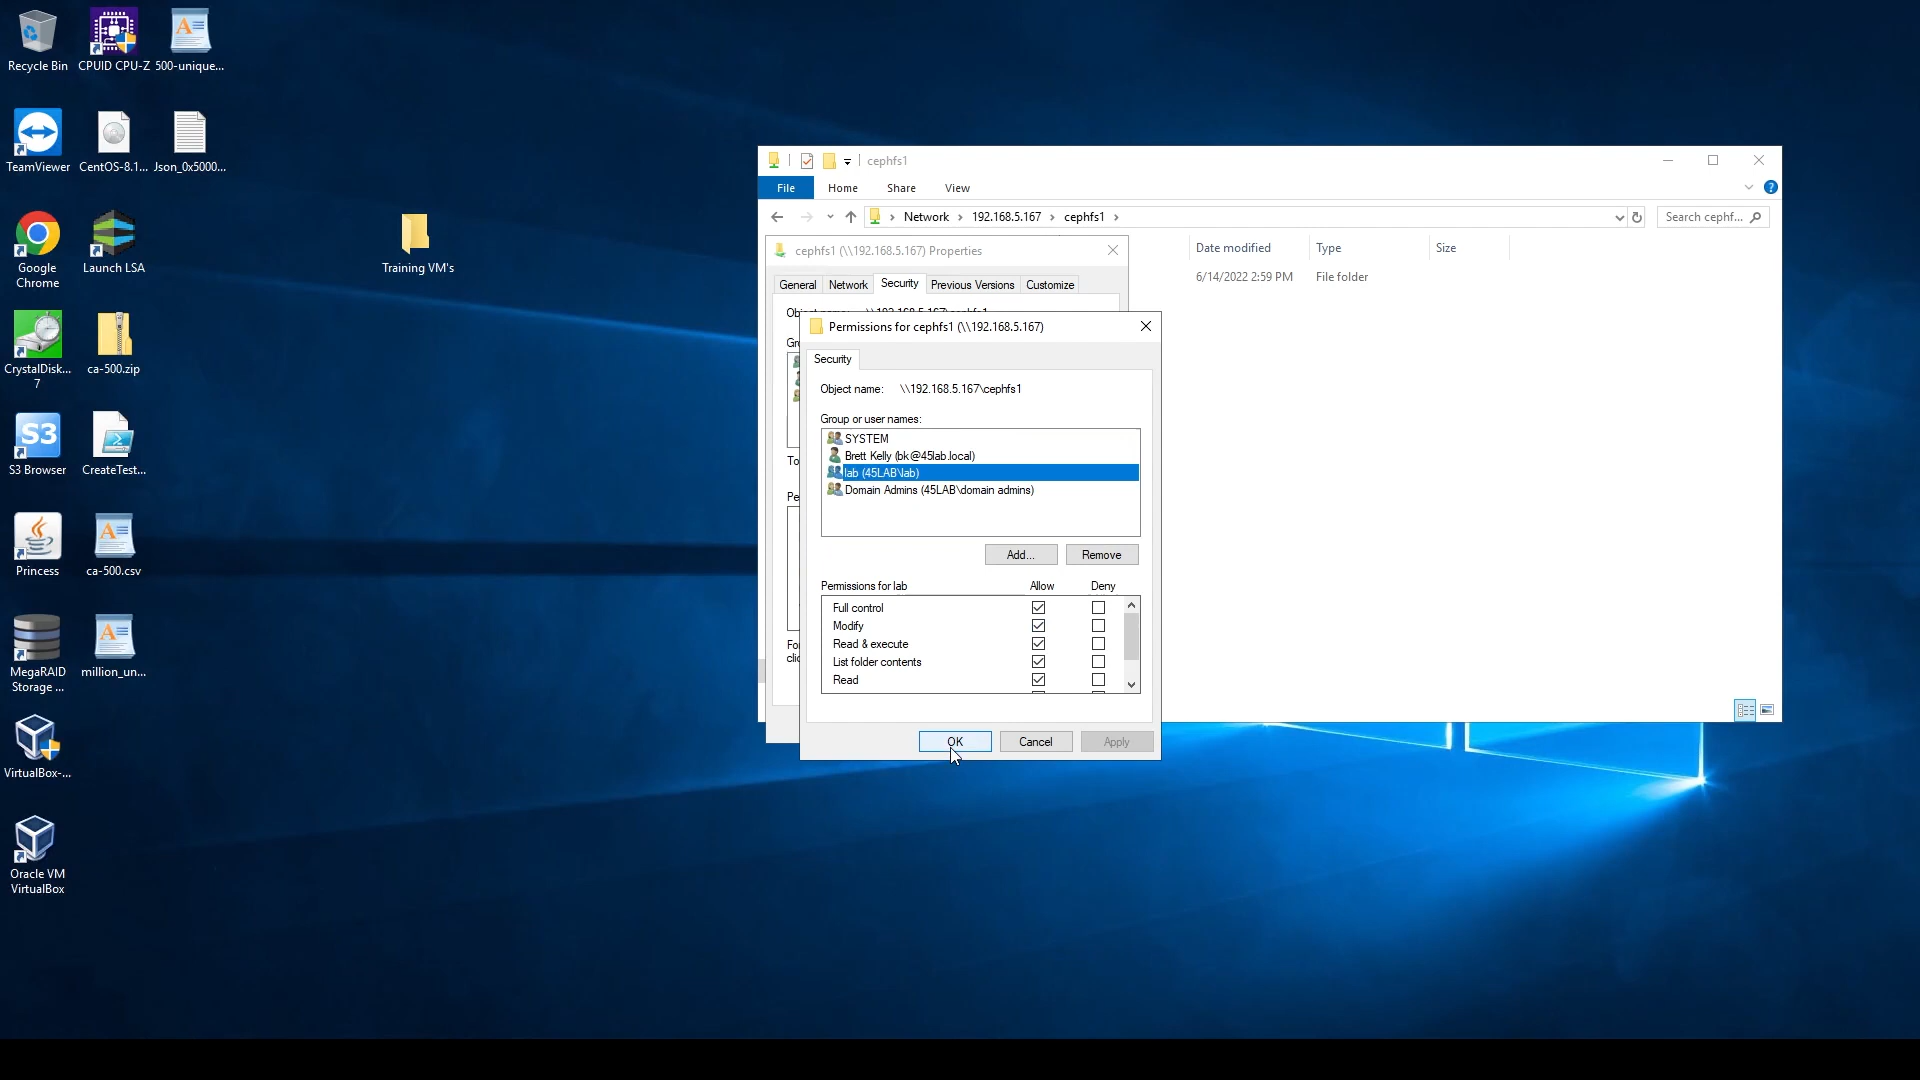 Recycle Bin
CPUID CPU-Z
500-unique...
TeamViewer
CentOS-8.1...
Json_0x5000...
Google
Chrome
Launch LSA
Training VM's
CrystalDisk...
7
ca-500.zip
S3
S3 Browser
CreateTest...
Princess
ca-500.csv
MegaRAID
Storage ...
million_un...
VirtualBox-...
Oracle VM
VirtualBox
cephfs1
File
Home
Share
View
Network
192.168.5.167
cephfs1
Search cephf...
Date modified
Type
Size
6/14/2022 2:59 PM
File folder
cephfs1 (\\192.168.5.167) Properties
General
Network
Security
Previous Versions
Customize
Permissions for cephfs1 (\\192.168.5.167)
Security
Object name: \\192.168.5.167\cephfs1
Group or user names:
SYSTEM
Brett Kelly (bk@45lab.local)
lab (45LAB\lab)
Domain Admins (45LAB\domain admins)
Add...
Remove
Permissions for lab
Allow
Deny
Full control
Modify
Read & execute
List folder contents
Read
OK
Cancel
Apply